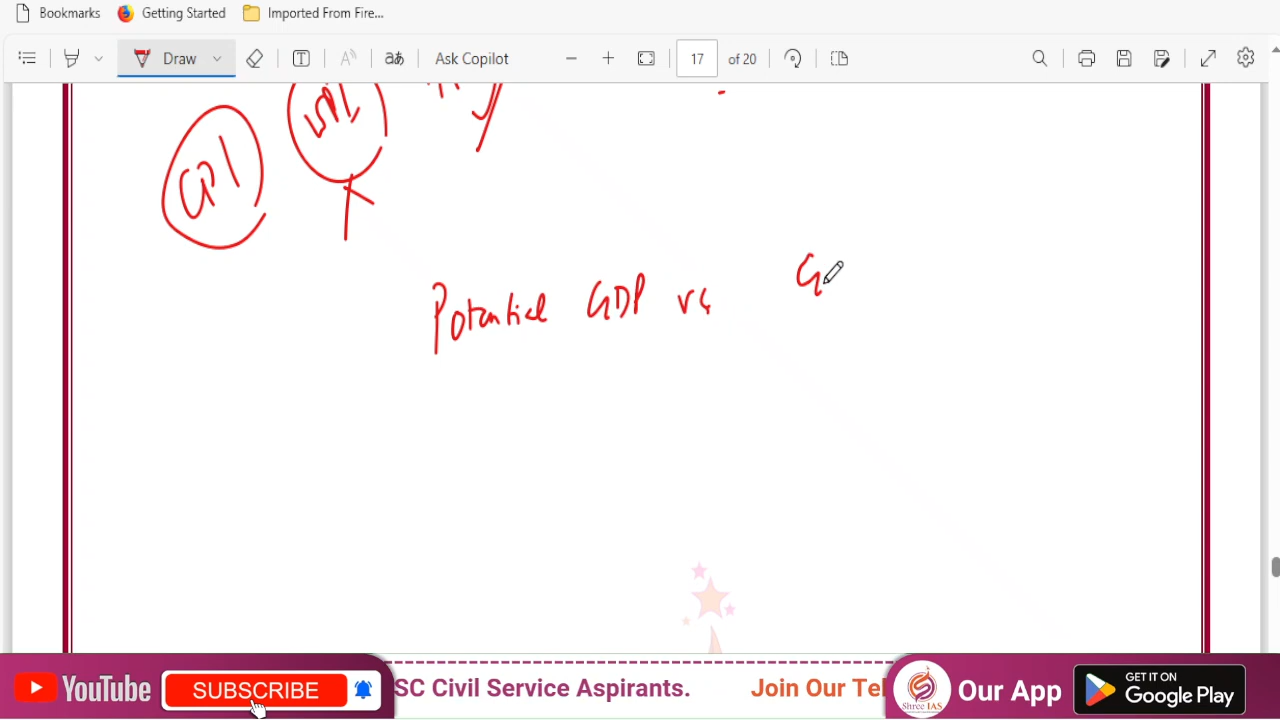 Bookmarks Getting Started Imported From Fire...
Draw Ask Copilot 17 of 20
Potential GDP vs G
YouTube SUBSCRIBE SC Civil Service Aspirants. Join Our Tel Shree IAS Our App GET IT ON Google Play